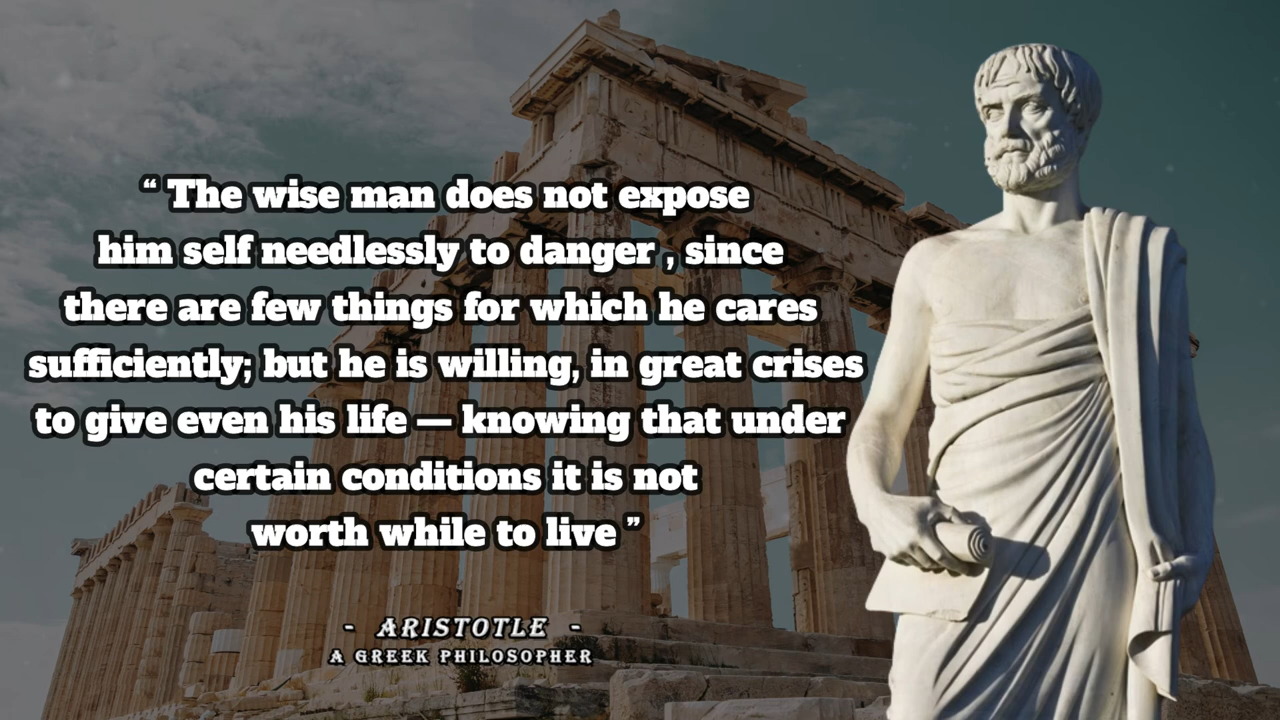 “ The wise man does not expose
him self needlessly to danger , since
there are few things for which he cares
sufficiently; but he is willing, in great crises
to give even his life — knowing that under
certain conditions it is not
worth while to live ”
- ARISTOTLE -
A GREEK PHILOSOPHER